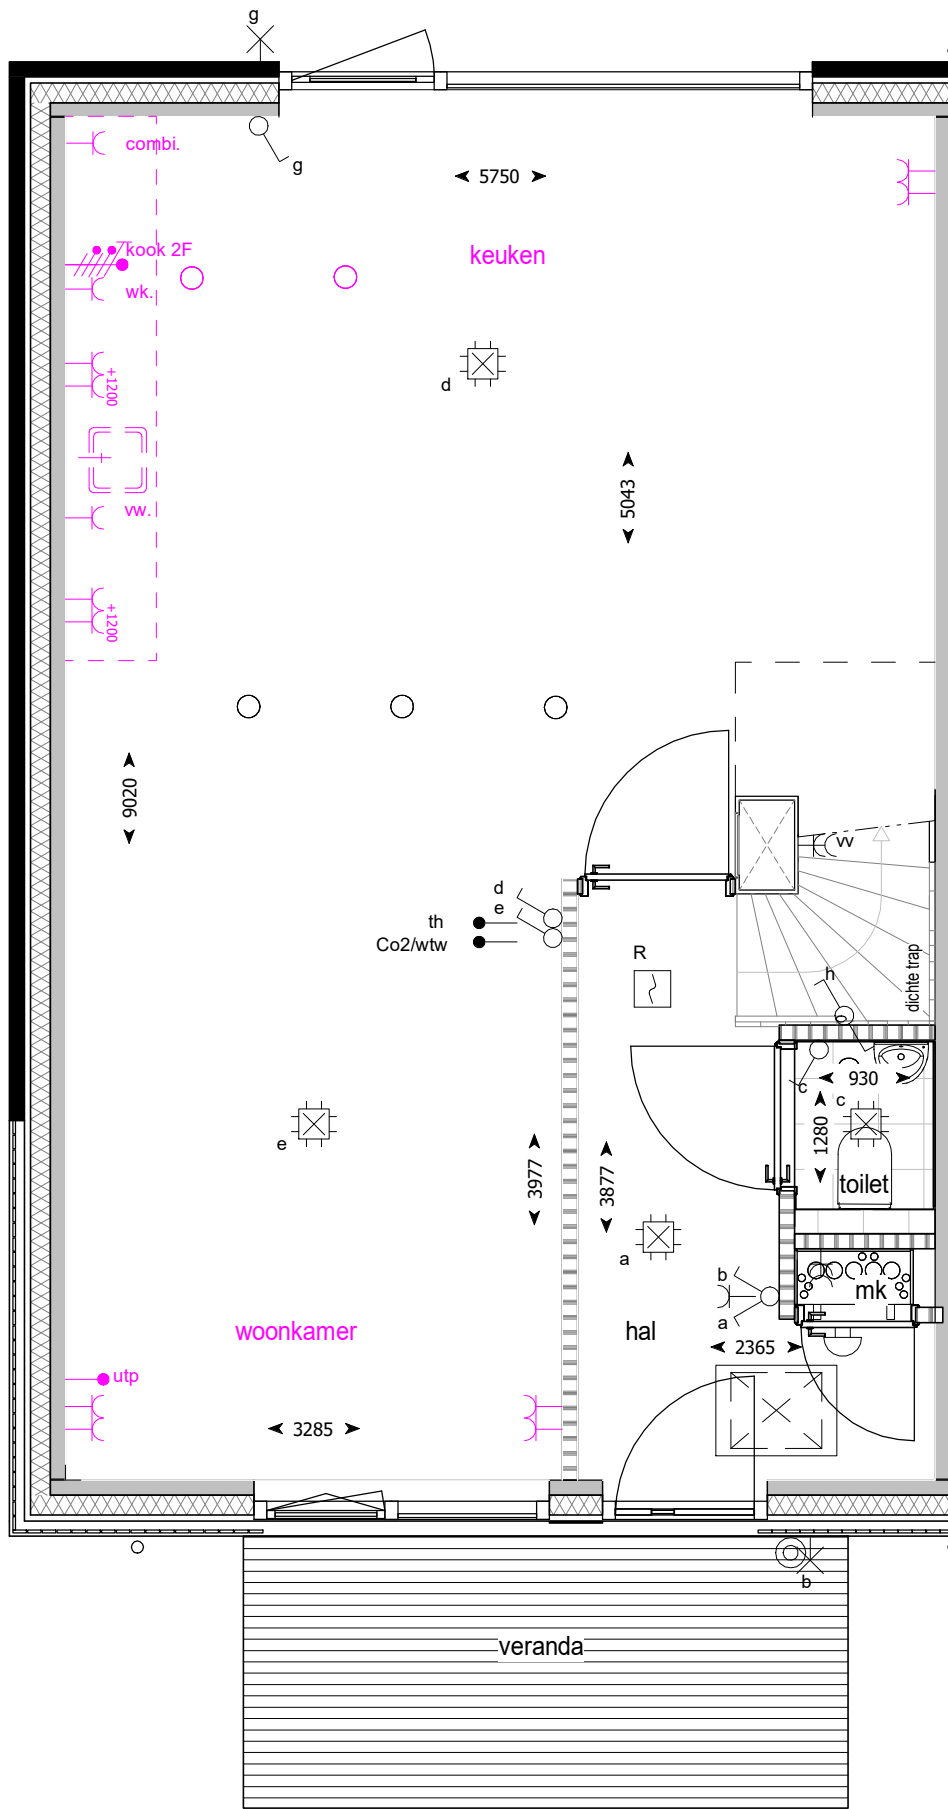 g
combi.
g
5750
keuken
kook 2F
wk.
+1200
d
5043
vw.
+1200
9020
vv
d
e
th
Co2/wtw
R
h
dichte trap
930
c
c
1280
e
3977
3877
toilet
a
b
mk
a
woonkamer
hal
2365
utp
3285
b
veranda